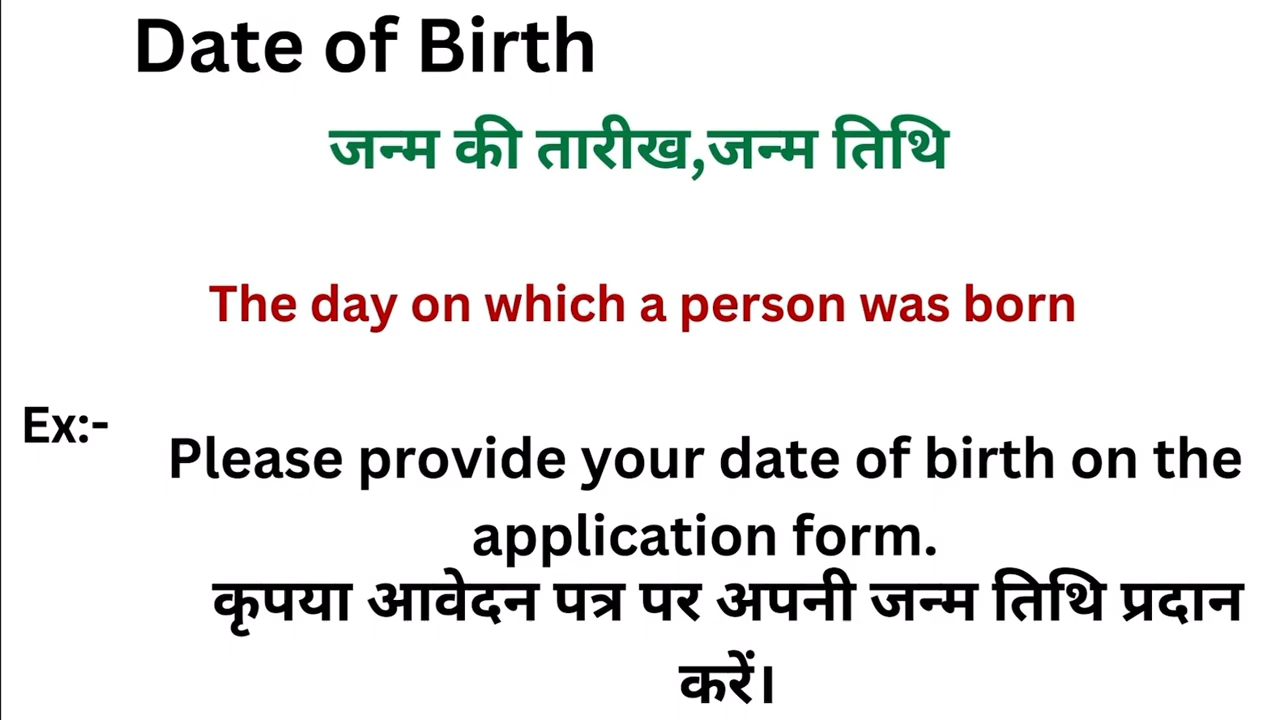 Date of Birth
जन्म की तारीख,जन्म तिथि
The day on which a person was born
Ex:-
Please provide your date of birth on the
application form.
कृपया आवेदन पत्र पर अपनी जन्म तिथि प्रदान
करें।